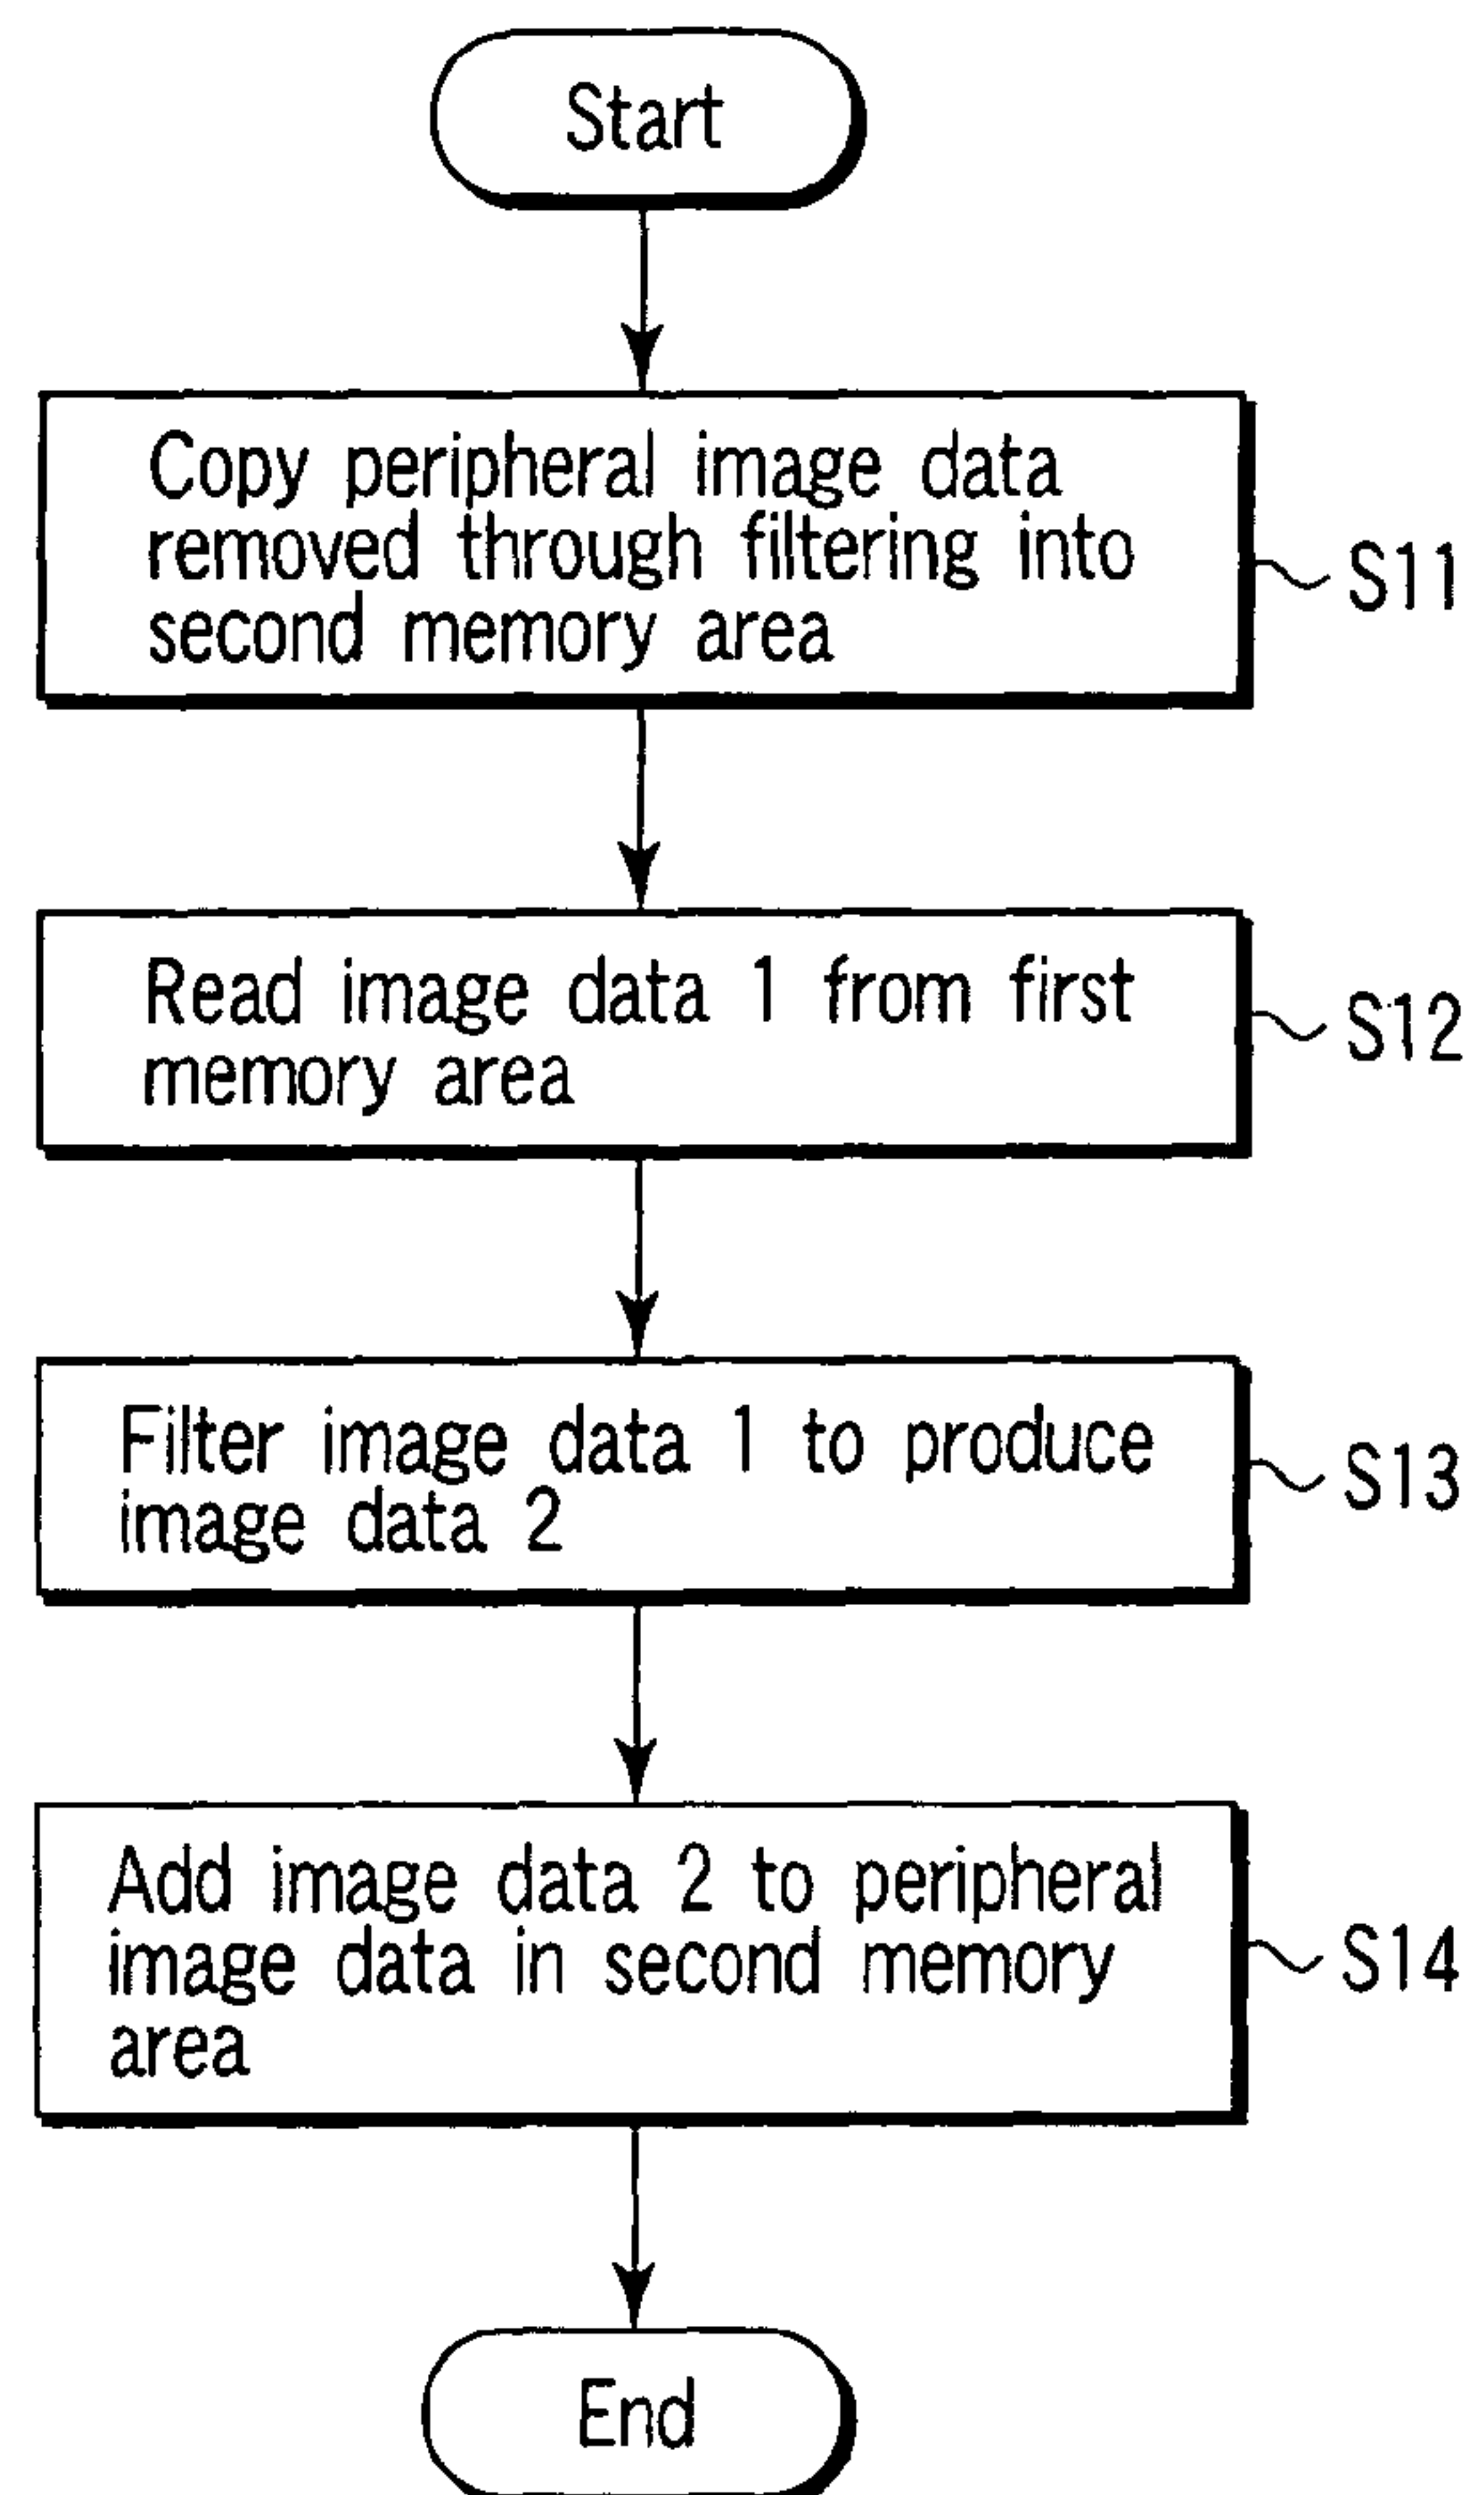 Start
Copy peripheral image data
removed through filtering into
second memory area
S11
Read image data 1 from first
memory area
S12
Filter image data 1 to produce
image data 2
S13
Add image data 2 to peripheral
image data in second memory
area
S14
End